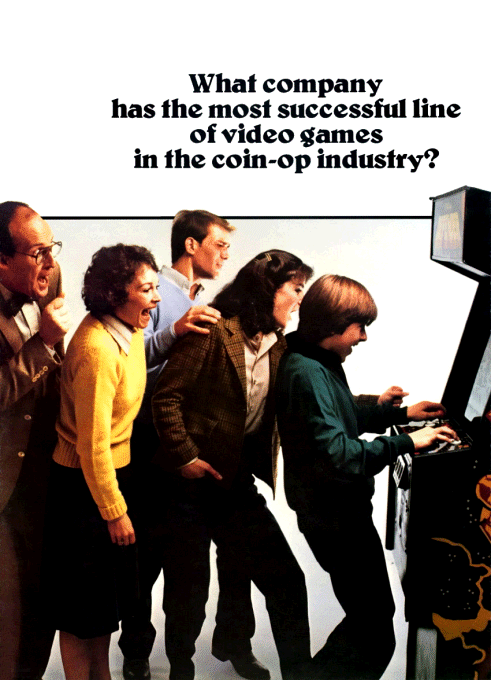 What company
has the most successful line
of video games
in the coin-op industry?